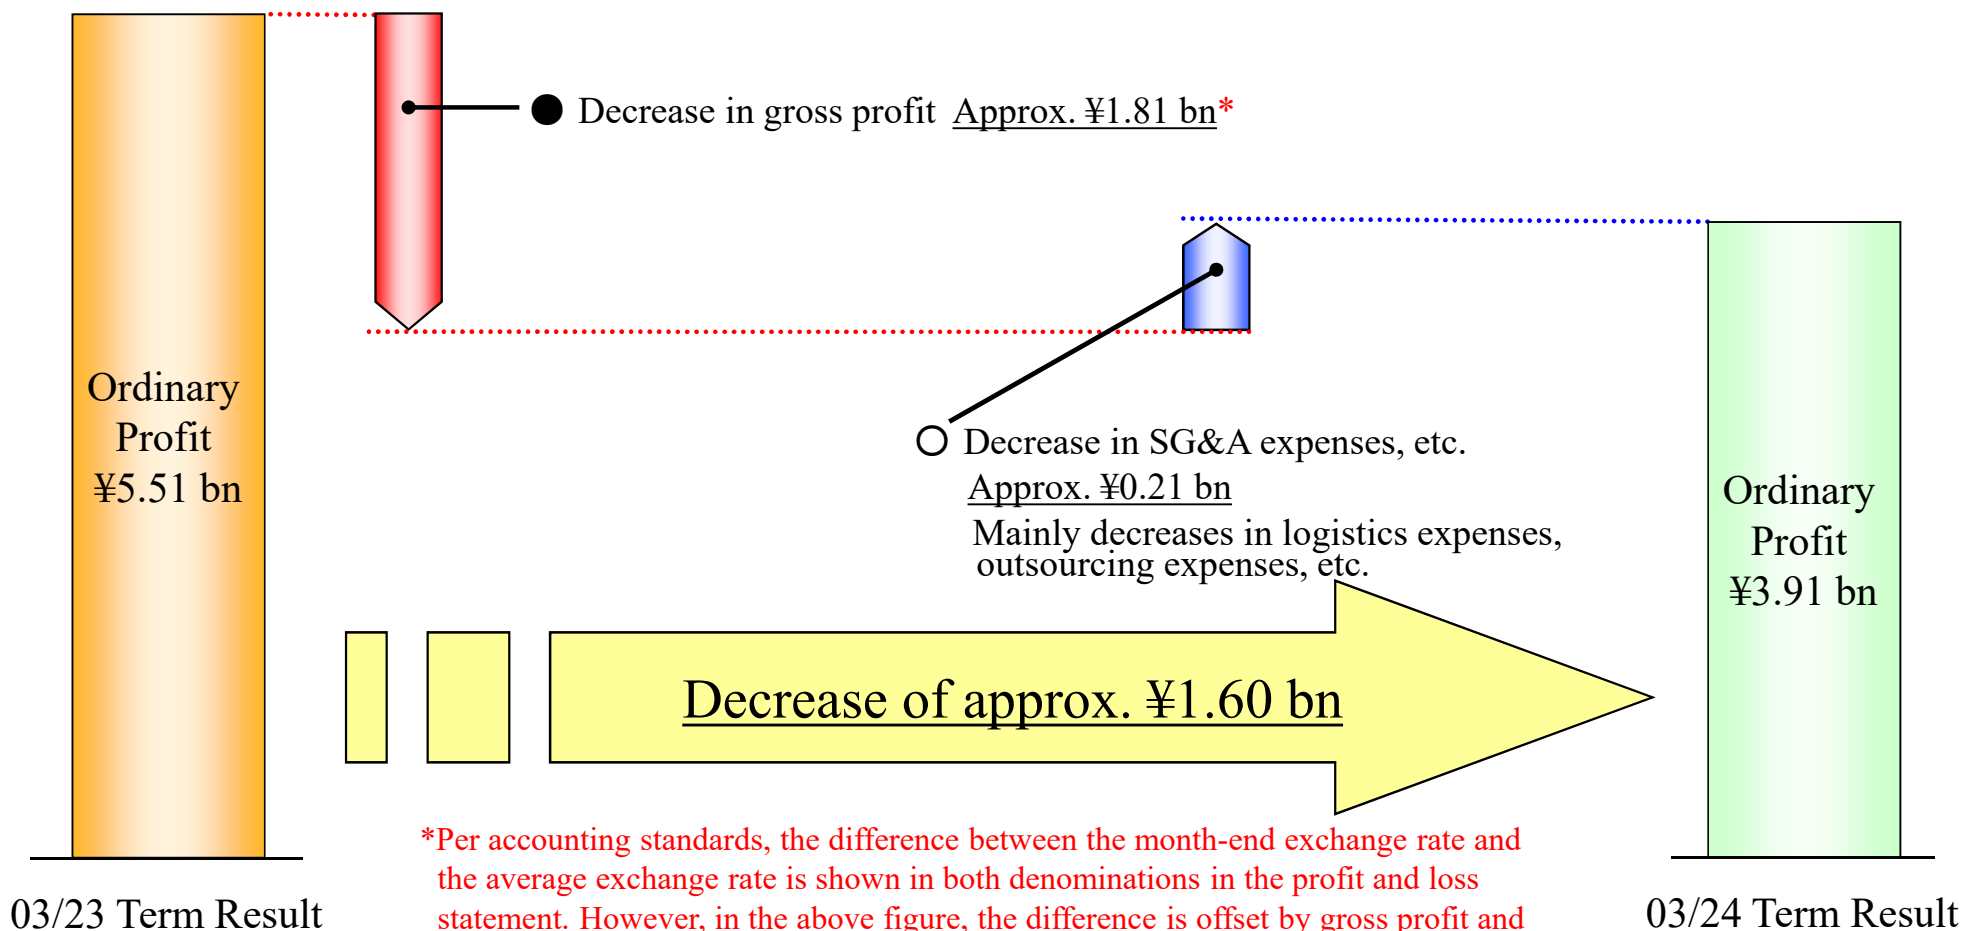 ● Decrease in gross profit Approx. ¥1.81 bn*
Ordinary
Profit
¥5.51 bn
○ Decrease in SG&A expenses, etc.
Approx. ¥0.21 bn
Mainly decreases in logistics expenses,
outsourcing expenses, etc.
Ordinary
Profit
¥3.91 bn
Decrease of approx. ¥1.60 bn
*Per accounting standards, the difference between the month-end exchange rate and
the average exchange rate is shown in both denominations in the profit and loss
statement. However, in the above figure, the difference is offset by gross profit and
03/23 Term Result
03/24 Term Result